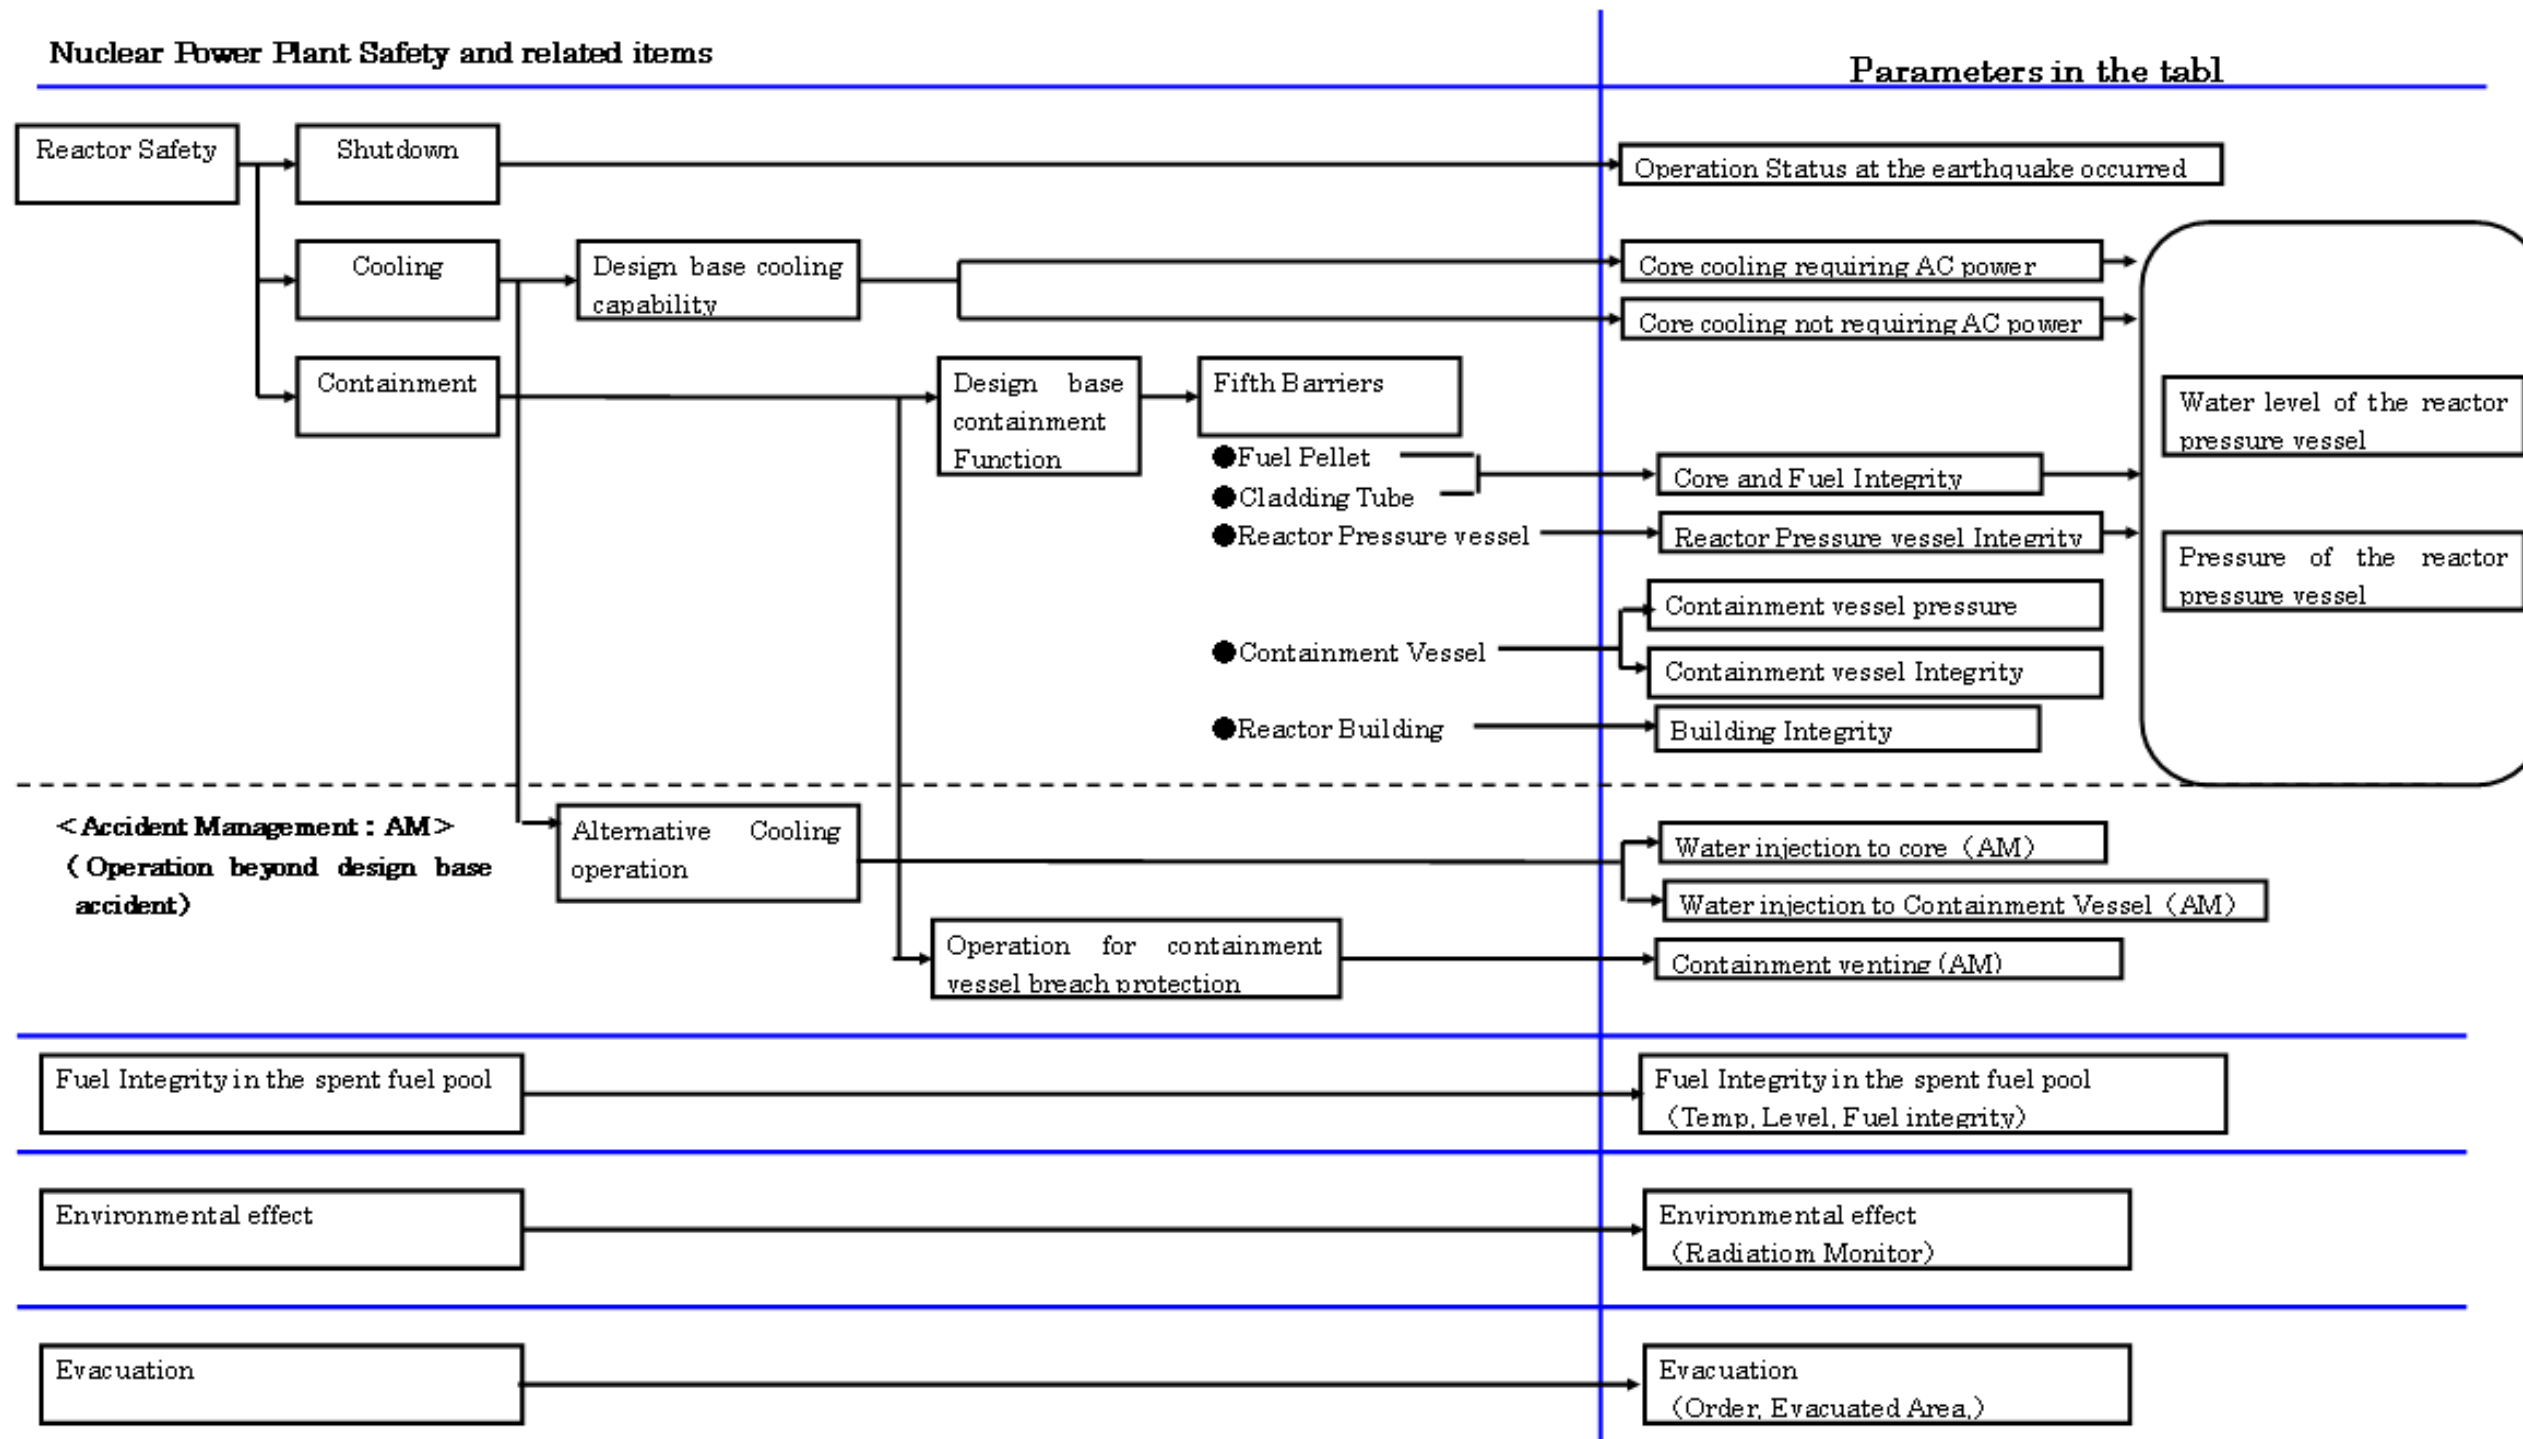 Nuclear Power Plant Safety and related items
Parameters in the tabl
Reactor Safety
Shutdown
Operation Status at the earthquake occurred
Cooling
Design base cooling
capability
Core cooling requiring AC power
Core cooling not requiring AC power
Containment
Design base
containment
Function
Fifth Barriers
●Fuel Pellet
●Cladding Tube
●Reactor Pressure vessel
●Containment Vessel
●Reactor Building
Core and Fuel Integrity
Reactor Pressure vessel Integrity
Containment vessel pressure
Containment vessel Integrity
Building Integrity
Water level of the reactor
pressure vessel
Pressure of the reactor
pressure vessel
<Accident Management：AM>
（Operation beyond design base
accident）
Alternative Cooling
operation
Water injection to core（AM）
Water injection to Containment Vessel（AM）
Operation for containment
vessel breach protection
Containment venting (AM)
Fuel Integrity in the spent fuel pool
Fuel Integrity in the spent fuel pool
（Temp, Level, Fuel integrity）
Environmental effect
Environmental effect
（Radiatiom Monitor）
Evacuation
Evacuation
（Order, Evacuated Area,）